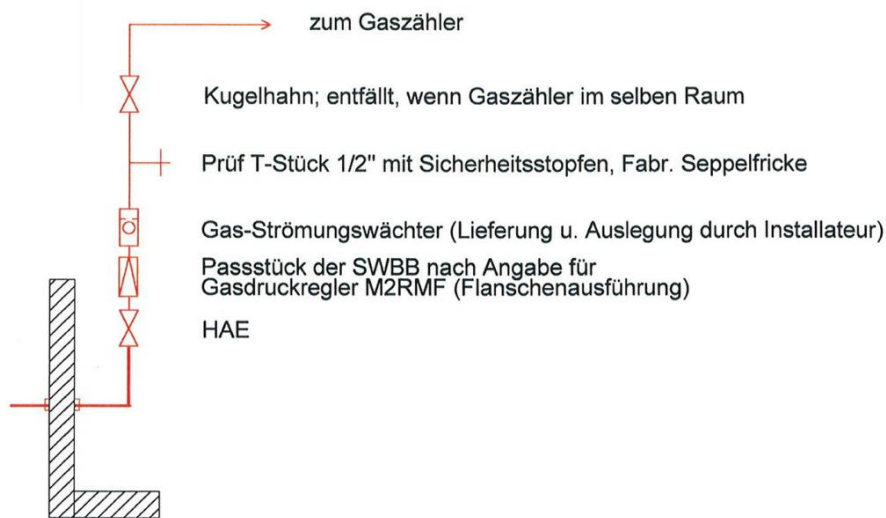 zum Gaszähler
Kugelhahn; entfällt, wenn Gaszähler im selben Raum
Prüf T-Stück 1/2" mit Sicherheitsstopfen, Fabr. Seppelfricke
Gas-Strömungswächter (Lieferung u. Auslegung durch Installateur)
Passstück der SWBB nach Angabe für
Gasdruckregler M2RMF (Flanschenausführung)
HAE